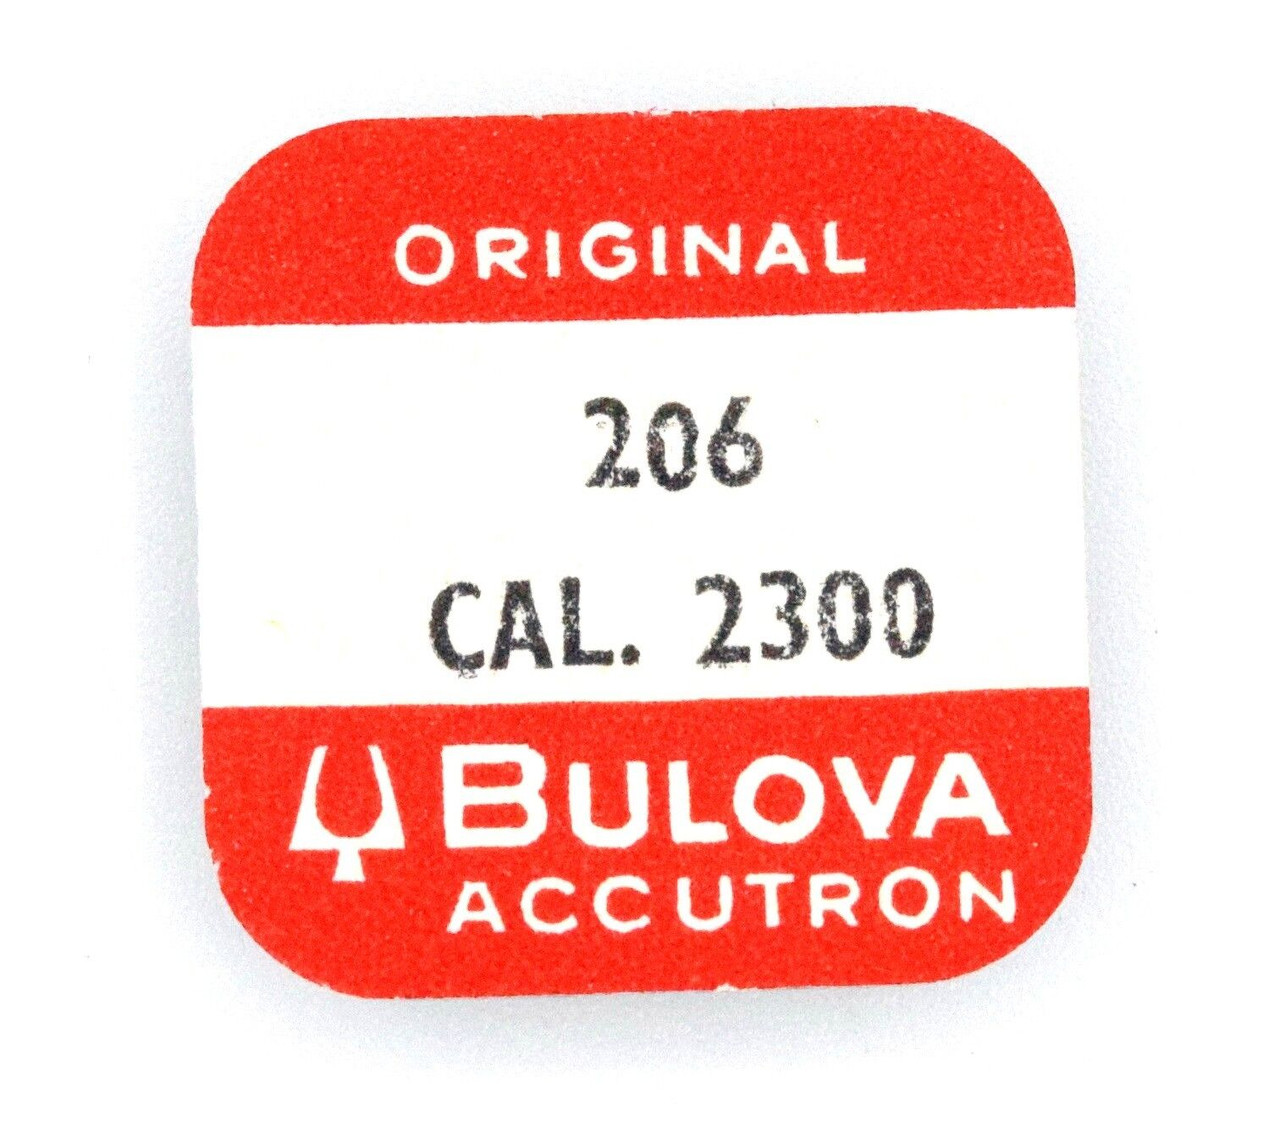 ORIGINAL
206
CAL. 2300
BULOVA
ACCUTRON